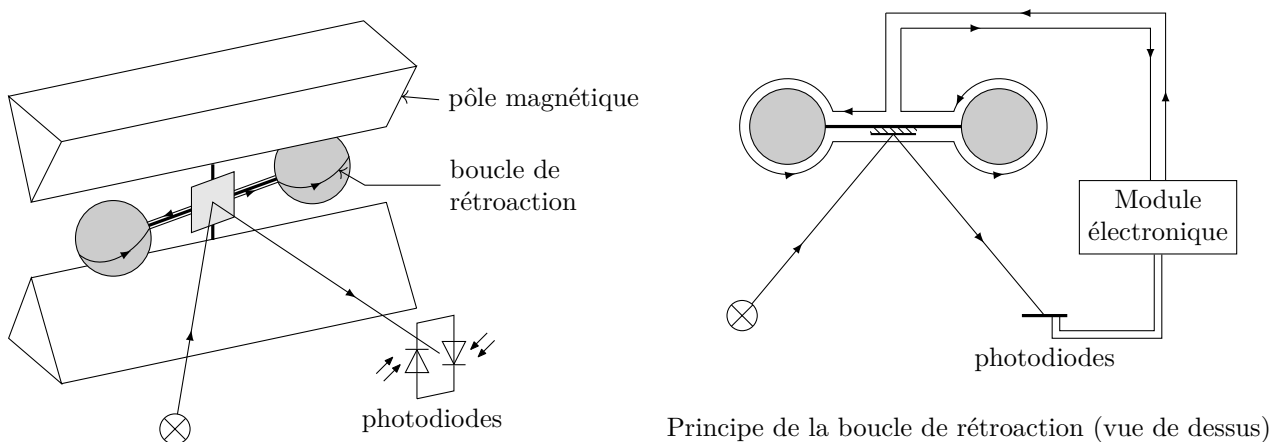 pôle magnétique
boucle de
rétroaction
photodiodes
Module
électronique
photodiodes
Principe de la boucle de rétroaction (vue de dessus)